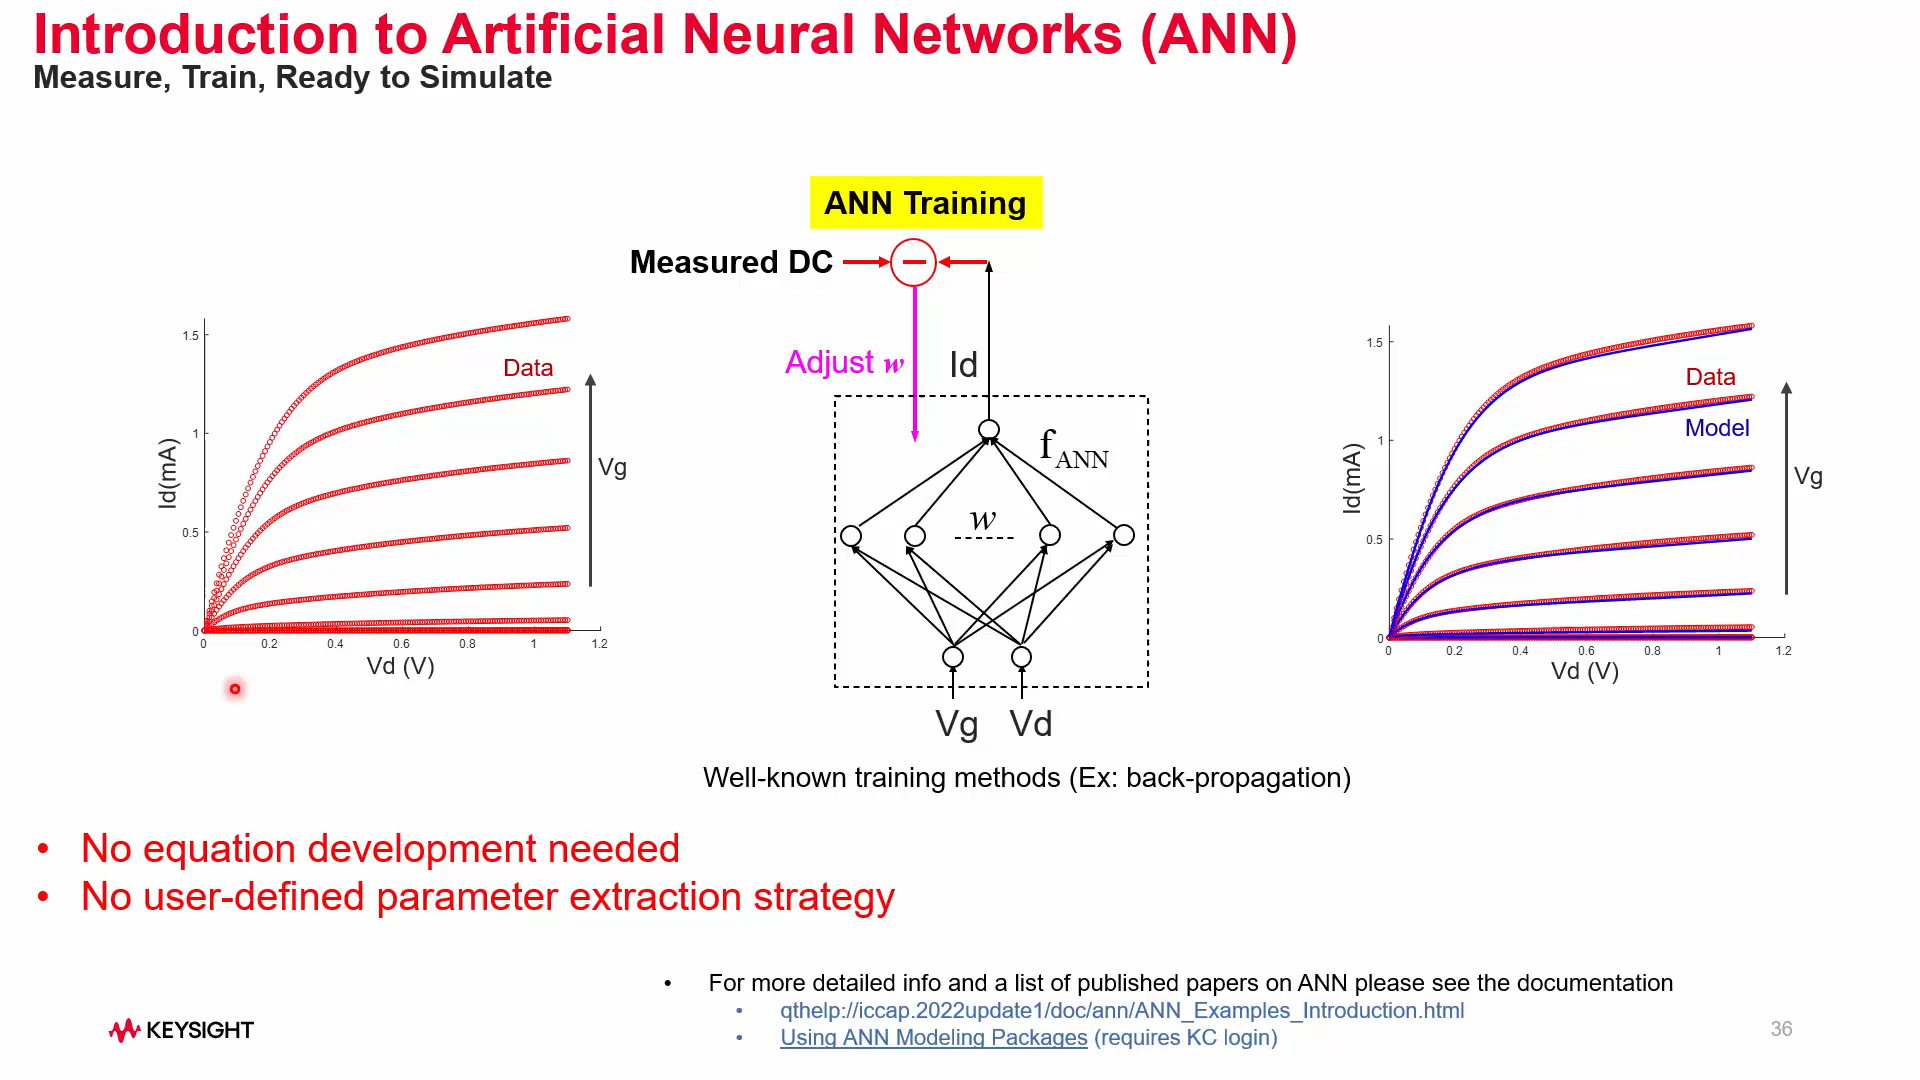 Introduction to Artificial Neural Networks (ANN)
Measure, Train, Ready to Simulate
ANN Training
Measured DC
Adjust w
Id
f ANN
w
Vg Vd
Well-known training methods (Ex: back-propagation)
1.5
1
0.5
0
Id(mA)
Data
Vg
0 0.2 0.4 0.6 0.8 1 1.2
Vd (V)
1.5
1
0.5
0
Id(mA)
Data
Model
Vg
0 0.2 0.4 0.6 0.8 1 1.2
Vd (V)
• No equation development needed
• No user-defined parameter extraction strategy
• For more detailed info and a list of published papers on ANN please see the documentation
• qthelp://iccap.2022update1/doc/ann/ANN_Examples_Introduction.html
• Using ANN Modeling Packages (requires KC login)
KEYSIGHT
36